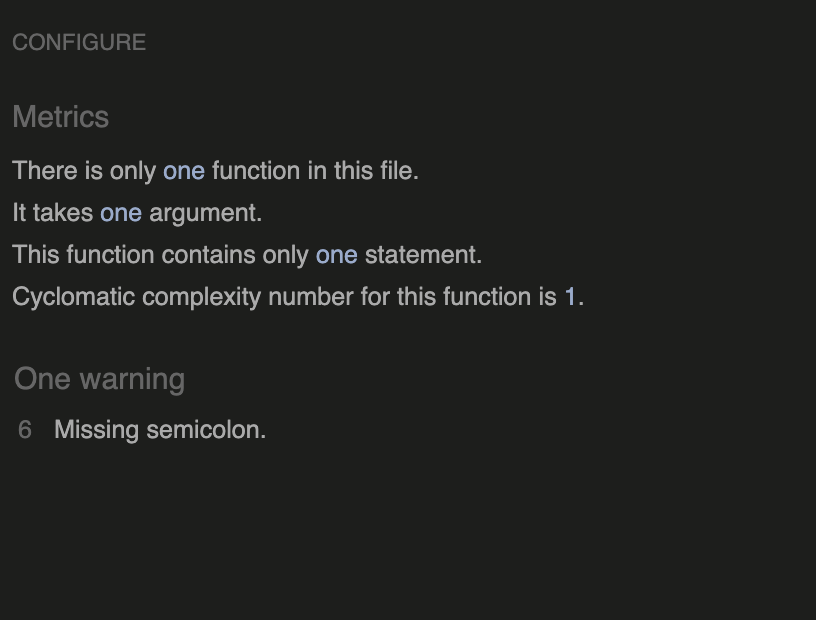 CONFIGURE
Metrics
There is only one function in this file.
It takes one argument.
This function contains only one statement.
Cyclomatic complexity number for this function is 1.
One warning
6 Missing semicolon.